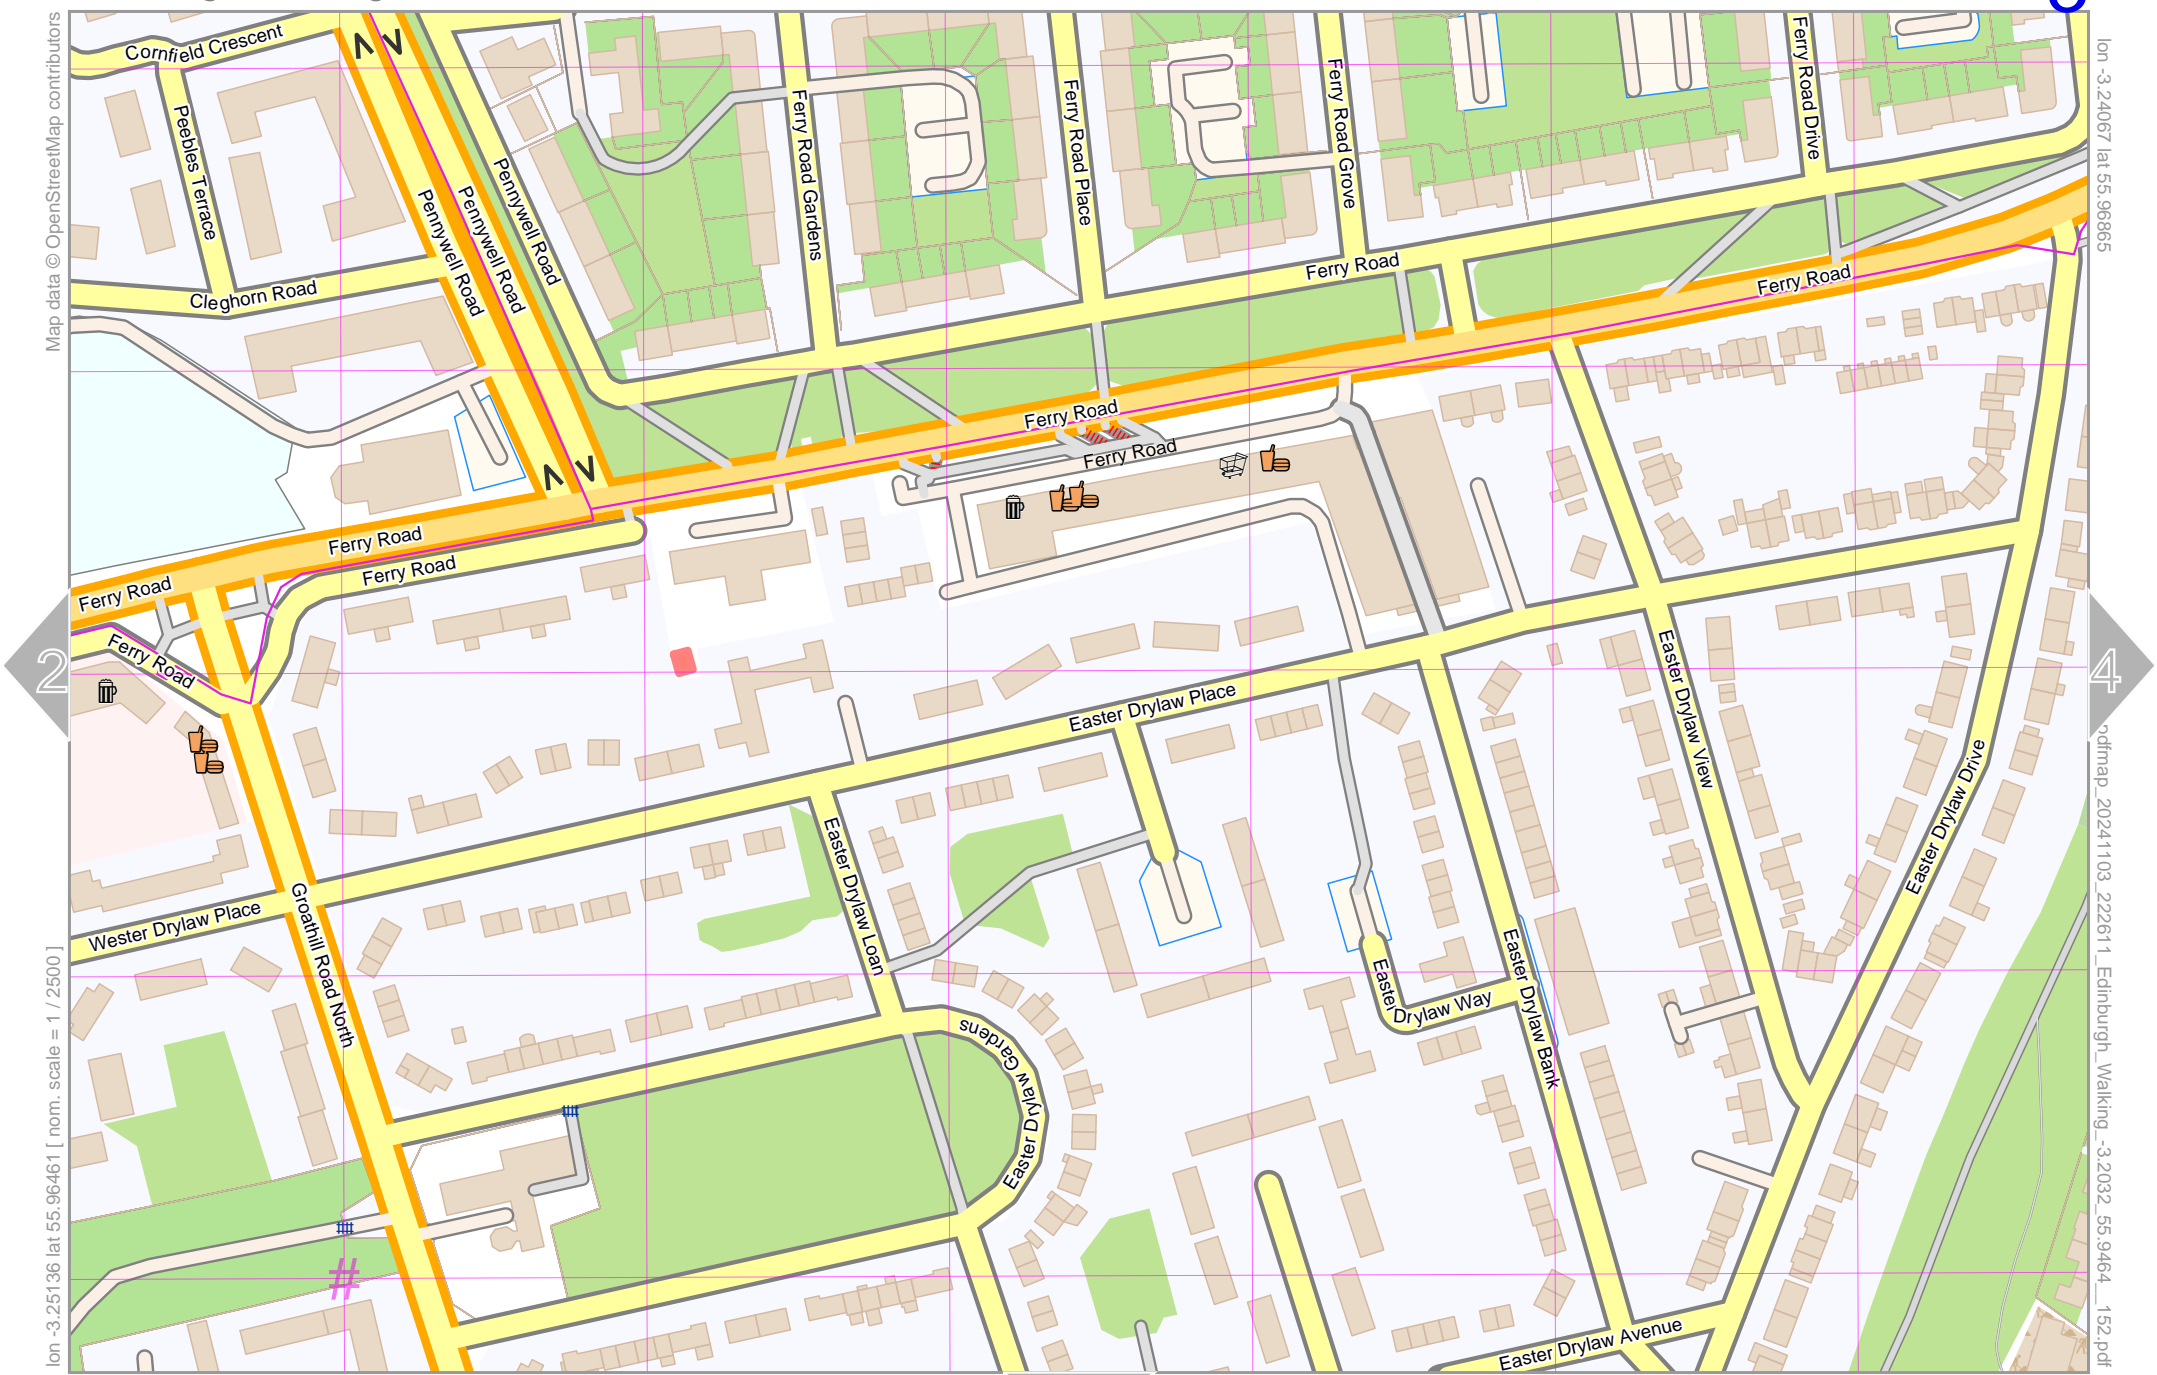 Cornfield Crescent
Peebles Terrace
Cleghorn Road
Pennywell Road
Pennywell Road
Pennywell Road
Ferry Road Gardens
Ferry Road Place
Ferry Road Grove
Ferry Road Drive
Ferry Road
Ferry Road
Ferry Road
Ferry Road
Ferry Road
Ferry Road
Ferry Road
Ferry Road
Easter Drylaw Place
Easter Drylaw View
Easter Drylaw Drive
Easter Drylaw Loan
Wester Drylaw Place
Groathill Road North
Easter Drylaw Way
Easter Drylaw Bank
Easter Drylaw Gardens
Easter Drylaw Avenue
#
2
4
Map data © OpenStreetMap contributors
lon -3.25136 lat 55.96461 [ nom. scale = 1 / 2500 ]
lon -3.24067 lat 55.96865
pdfmap_20241103_222611_Edinburgh_Walking_-3.2032_55.9464__152.pdf